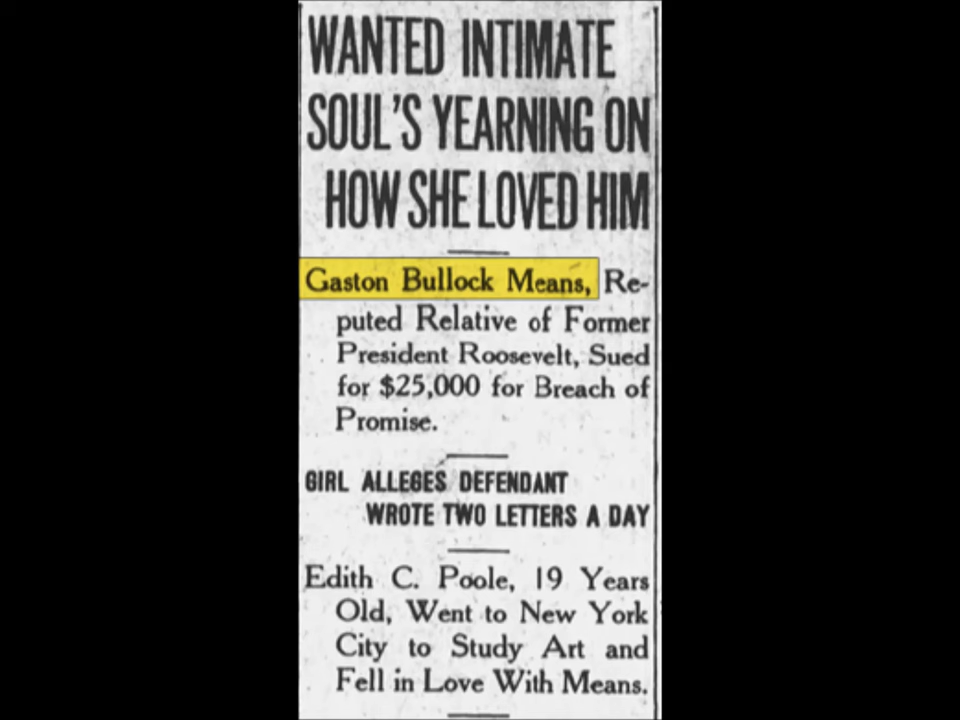 WANTED INTIMATE
SOUL'S YEARNING ON
HOW SHE LOVED HIM
Gaston Bullock Means, Re-
puted Relative of Former
President Roosevelt, Sued
for $25,000 for Breach of
Promise.
GIRL ALLEGES DEFENDANT
WROTE TWO LETTERS A DAY
Edith C. Poole, 19 Years
Old, Went to New York
City to Study Art and
Fell in Love With Means.